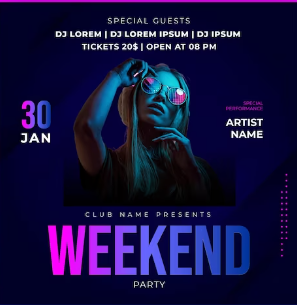 SPECIAL GUESTS
DJ LOREM | DJ LOREM IPSUM | DJ IPSUM
TICKETS 20$ | OPEN AT 08 PM
30
JAN
SPECIAL
PERFORMANCE
ARTIST
NAME
CLUB NAME PRESENTS
WEEKEND
PARTY